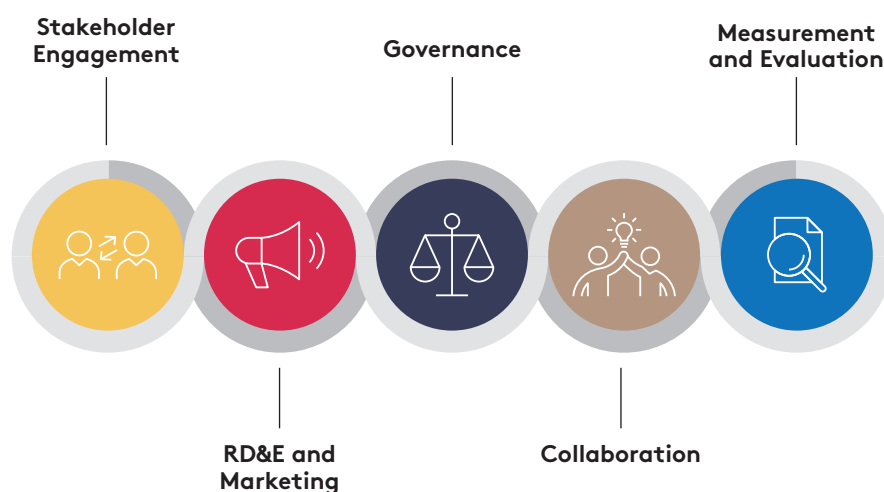 Stakeholder
Engagement
RD&E and
Marketing
Governance
Collaboration
Measurement
and Evaluation